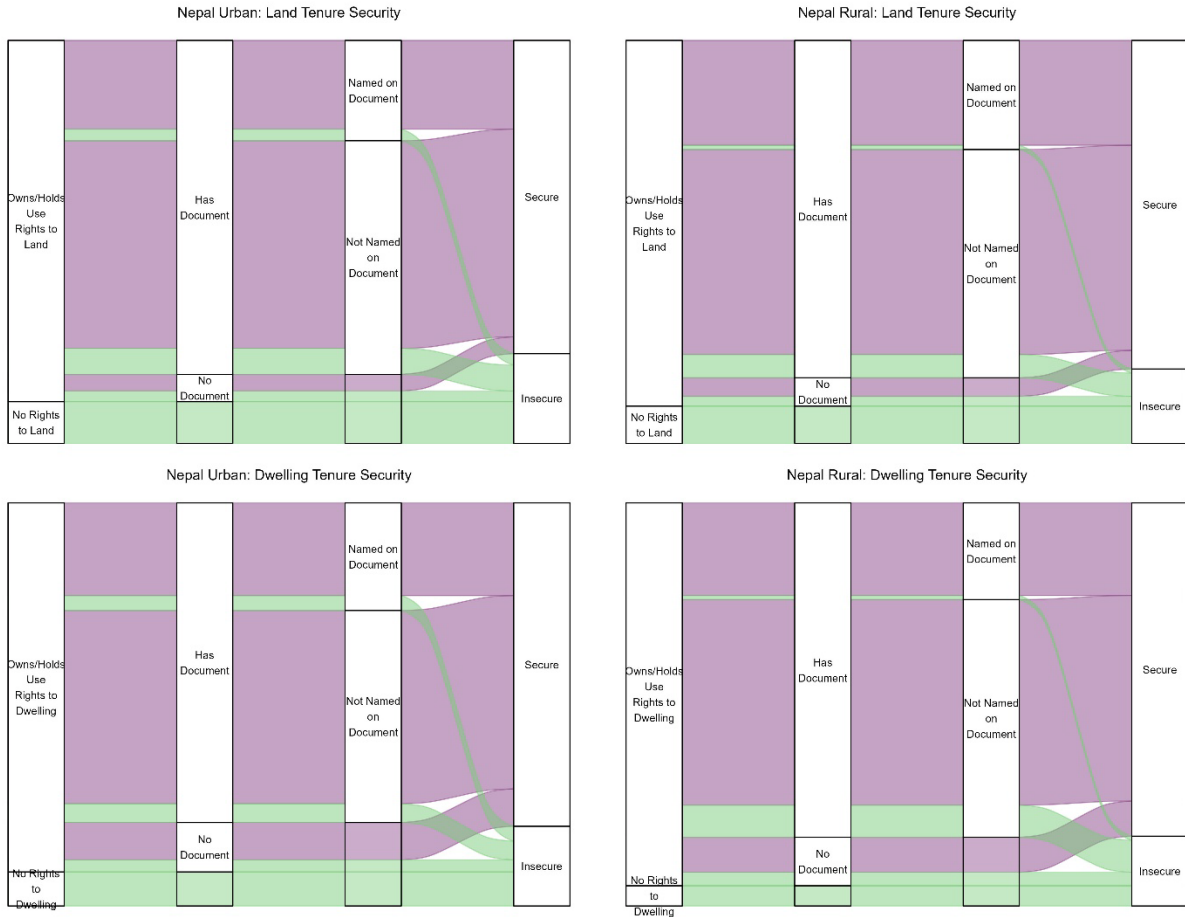 Nepal Urban: Land Tenure Security
Owns/Holds
Use
Rights to
Land
No Rights
to Land
Has
Document
No
Document
Named on
Document
Not Named
on
Document
Secure
Insecure
Nepal Rural: Land Tenure Security
Owns/Holds
Use
Rights to
Land
No Rights
to Land
Has
Document
No
Document
Named on
Document
Not Named
on
Document
Secure
Insecure
Nepal Urban: Dwelling Tenure Security
Owns/Holds
Use
Rights to
Dwelling
No Rights
to
Dwelling
Has
Document
No
Document
Named on
Document
Not Named
on
Document
Secure
Insecure
Nepal Rural: Dwelling Tenure Security
Owns/Holds
Use
Rights to
Dwelling
No Rights
to
Dwelling
Has
Document
No
Document
Named on
Document
Not Named
on
Document
Secure
Insecure